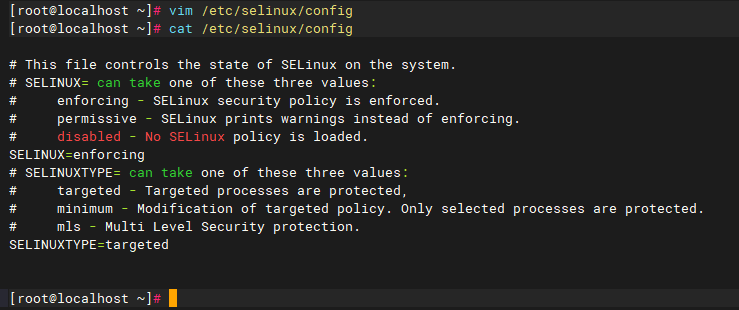 [root@localhost ~]# vim /etc/selinux/config
[root@localhost ~]# cat /etc/selinux/config
# This file controls the state of SELinux on the system.
# SELINUX= can take one of these three values:
#     enforcing - SELinux security policy is enforced.
#     permissive - SELinux prints warnings instead of enforcing.
#     disabled - No SELinux policy is loaded.
SELINUX=enforcing
# SELINUXTYPE= can take one of these three values:
#     targeted - Targeted processes are protected,
#     minimum - Modification of targeted policy. Only selected processes are protected.
#     mls - Multi Level Security protection.
SELINUXTYPE=targeted
[root@localhost ~]#